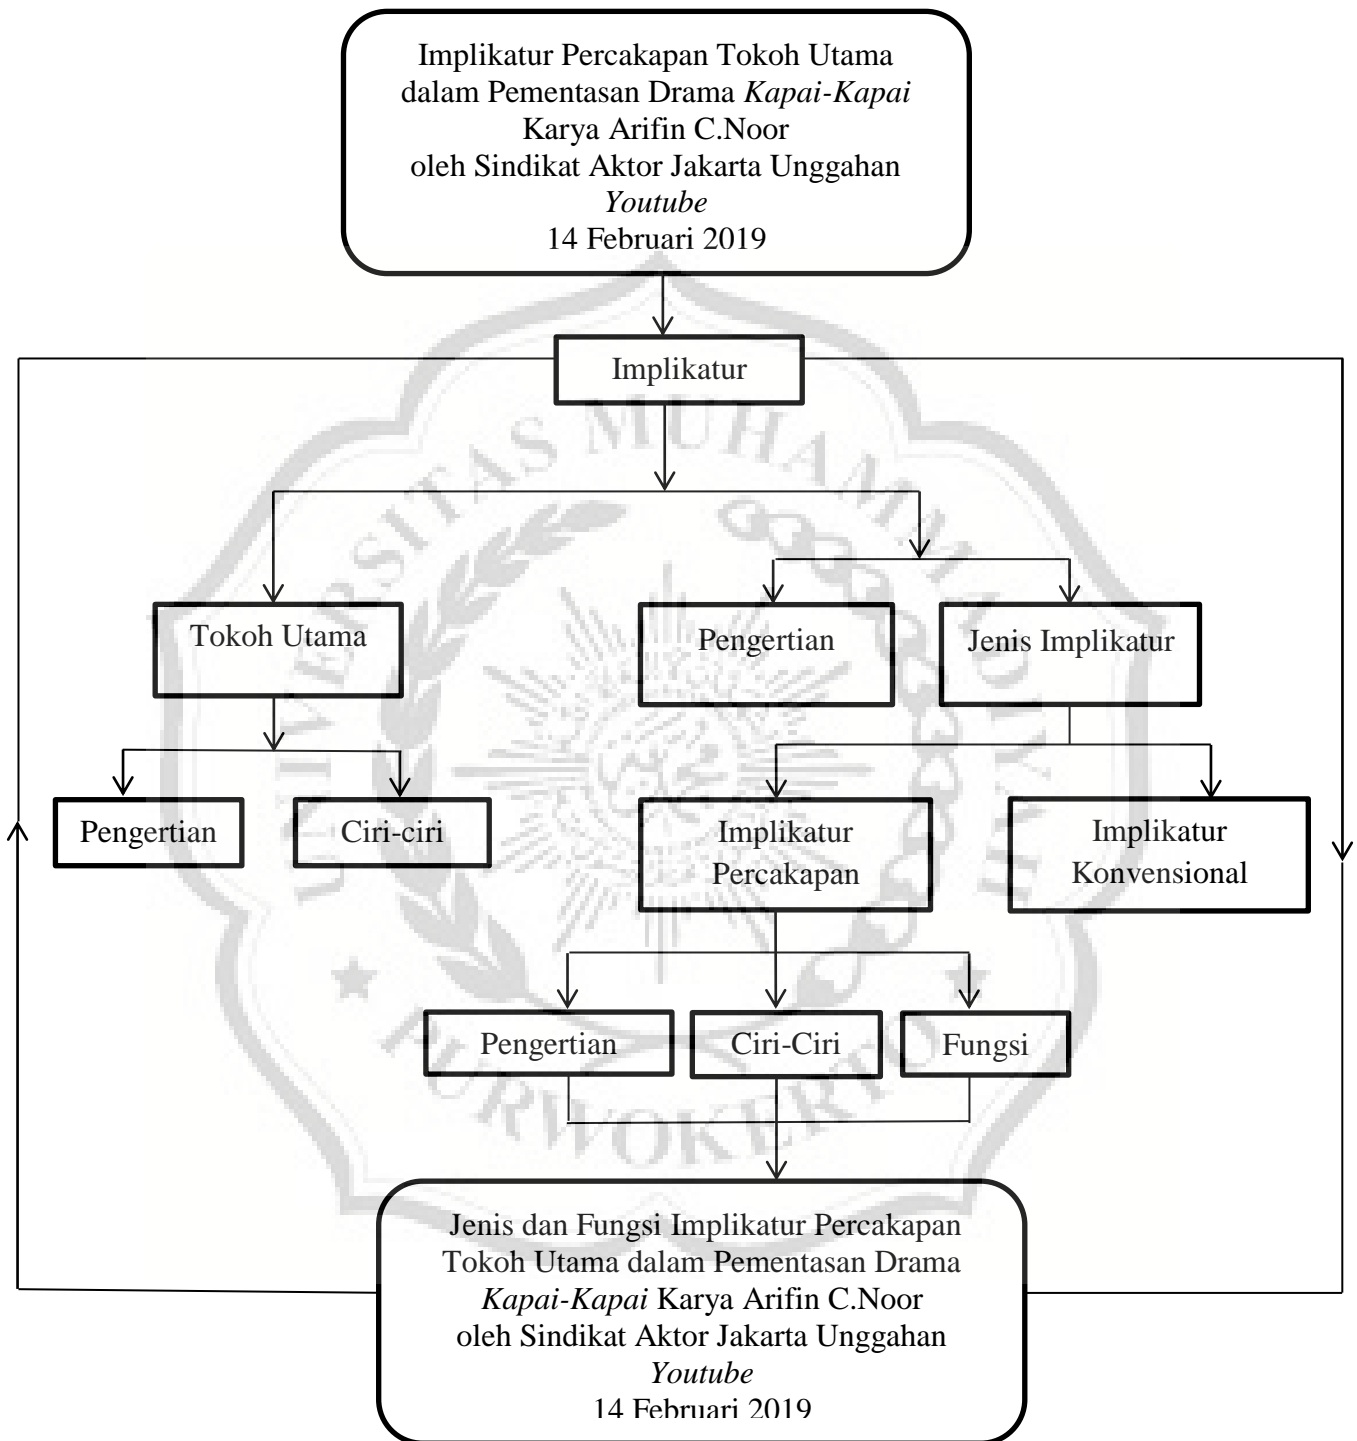 Implikatur Percakapan Tokoh Utama
dalam Pementasan Drama Kapai-Kapai
Karya Arifin C.Noor
oleh Sindikat Aktor Jakarta Unggahan
Youtube
14 Februari 2019
Implikatur
UNIVERSITAS MUHAMMADIYAH
Tokoh Utama
Pengertian
Jenis Implikatur
Pengertian
Ciri-ciri
Implikatur
Percakapan
Implikatur
Konvensional
Pengertian
Ciri-Ciri
Fungsi
PURWOKERTO
Jenis dan Fungsi Implikatur Percakapan
Tokoh Utama dalam Pementasan Drama
Kapai-Kapai Karya Arifin C.Noor
oleh Sindikat Aktor Jakarta Unggahan
Youtube
14 Februari 2019